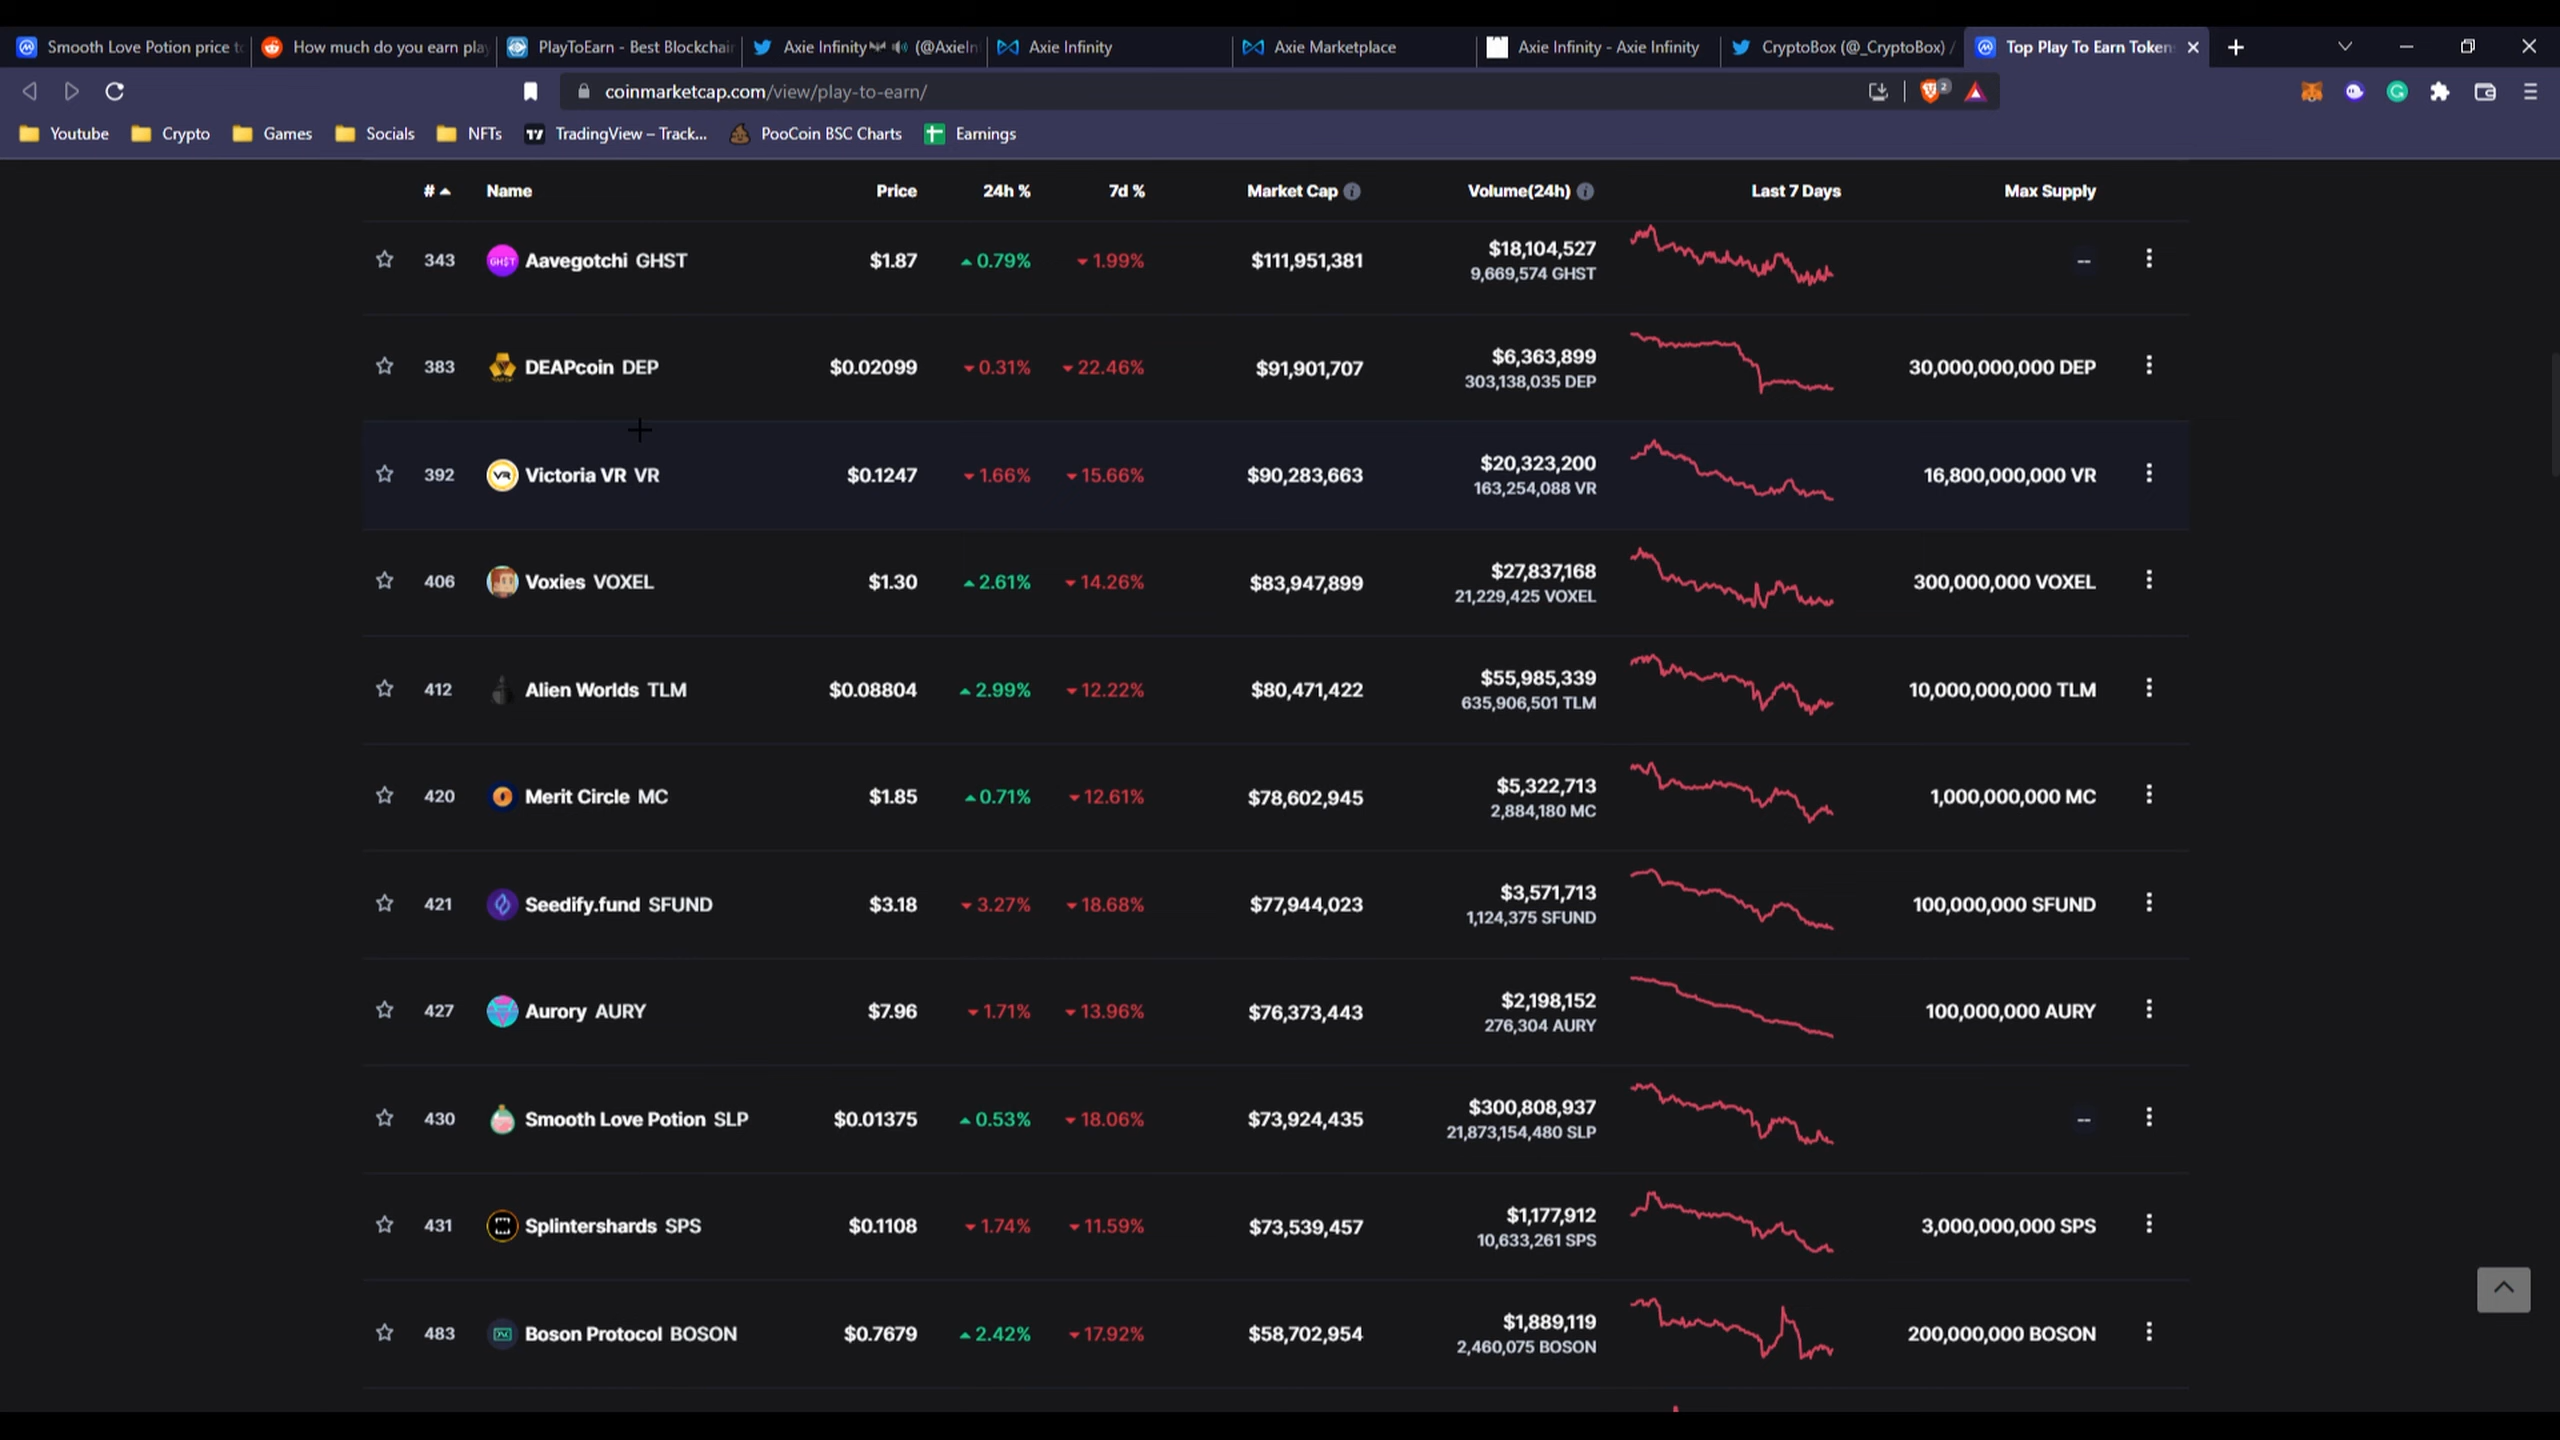 Smooth Love Potion price to
How much do you earn play
PlayToEarn - Best Blockchai
Axie Infinity (@AxieIn
Axie Infinity
Axie Marketplace
Axie Infinity - Axie Infinity
CryptoBox (@_CryptoBox) /
Top Play To Earn Token
coinmarketcap.com/view/play-to-earn/
2
Youtube
Crypto
Games
Socials
NFTs
TradingView – Track...
PooCoin BSC Charts
Earnings
# Name Price 24h % 7d % Market Cap Volume(24h) Last 7 Days Max Supply
343 Aavegotchi GHST $1.87 0.79% 1.99% $111,951,381 $18,104,527 --
9,669,574 GHST
383 DEAPcoin DEP $0.02099 0.31% 22.46% $91,901,707 $6,363,899 30,000,000,000 DEP
303,138,035 DEP
392 Victoria VR VR $0.1247 1.66% 15.66% $90,283,663 $20,323,200 16,800,000,000 VR
163,254,088 VR
406 Voxies VOXEL $1.30 2.61% 14.26% $83,947,899 $27,837,168 300,000,000 VOXEL
21,229,425 VOXEL
412 Alien Worlds TLM $0.08804 2.99% 12.22% $80,471,422 $55,985,339 10,000,000,000 TLM
635,906,501 TLM
420 Merit Circle MC $1.85 0.71% 12.61% $78,602,945 $5,322,713 1,000,000,000 MC
2,884,180 MC
421 Seedify.fund SFUND $3.18 3.27% 18.68% $77,944,023 $3,571,713 100,000,000 SFUND
1,124,375 SFUND
427 Aurory AURY $7.96 1.71% 13.96% $76,373,443 $2,198,152 100,000,000 AURY
276,304 AURY
430 Smooth Love Potion SLP $0.01375 0.53% 18.06% $73,924,435 $300,808,937 --
21,873,154,480 SLP
431 Splintershards SPS $0.1108 1.74% 11.59% $73,539,457 $1,177,912 3,000,000,000 SPS
10,633,261 SPS
483 Boson Protocol BOSON $0.7679 2.42% 17.92% $58,702,954 $1,889,119 200,000,000 BOSON
2,460,075 BOSON